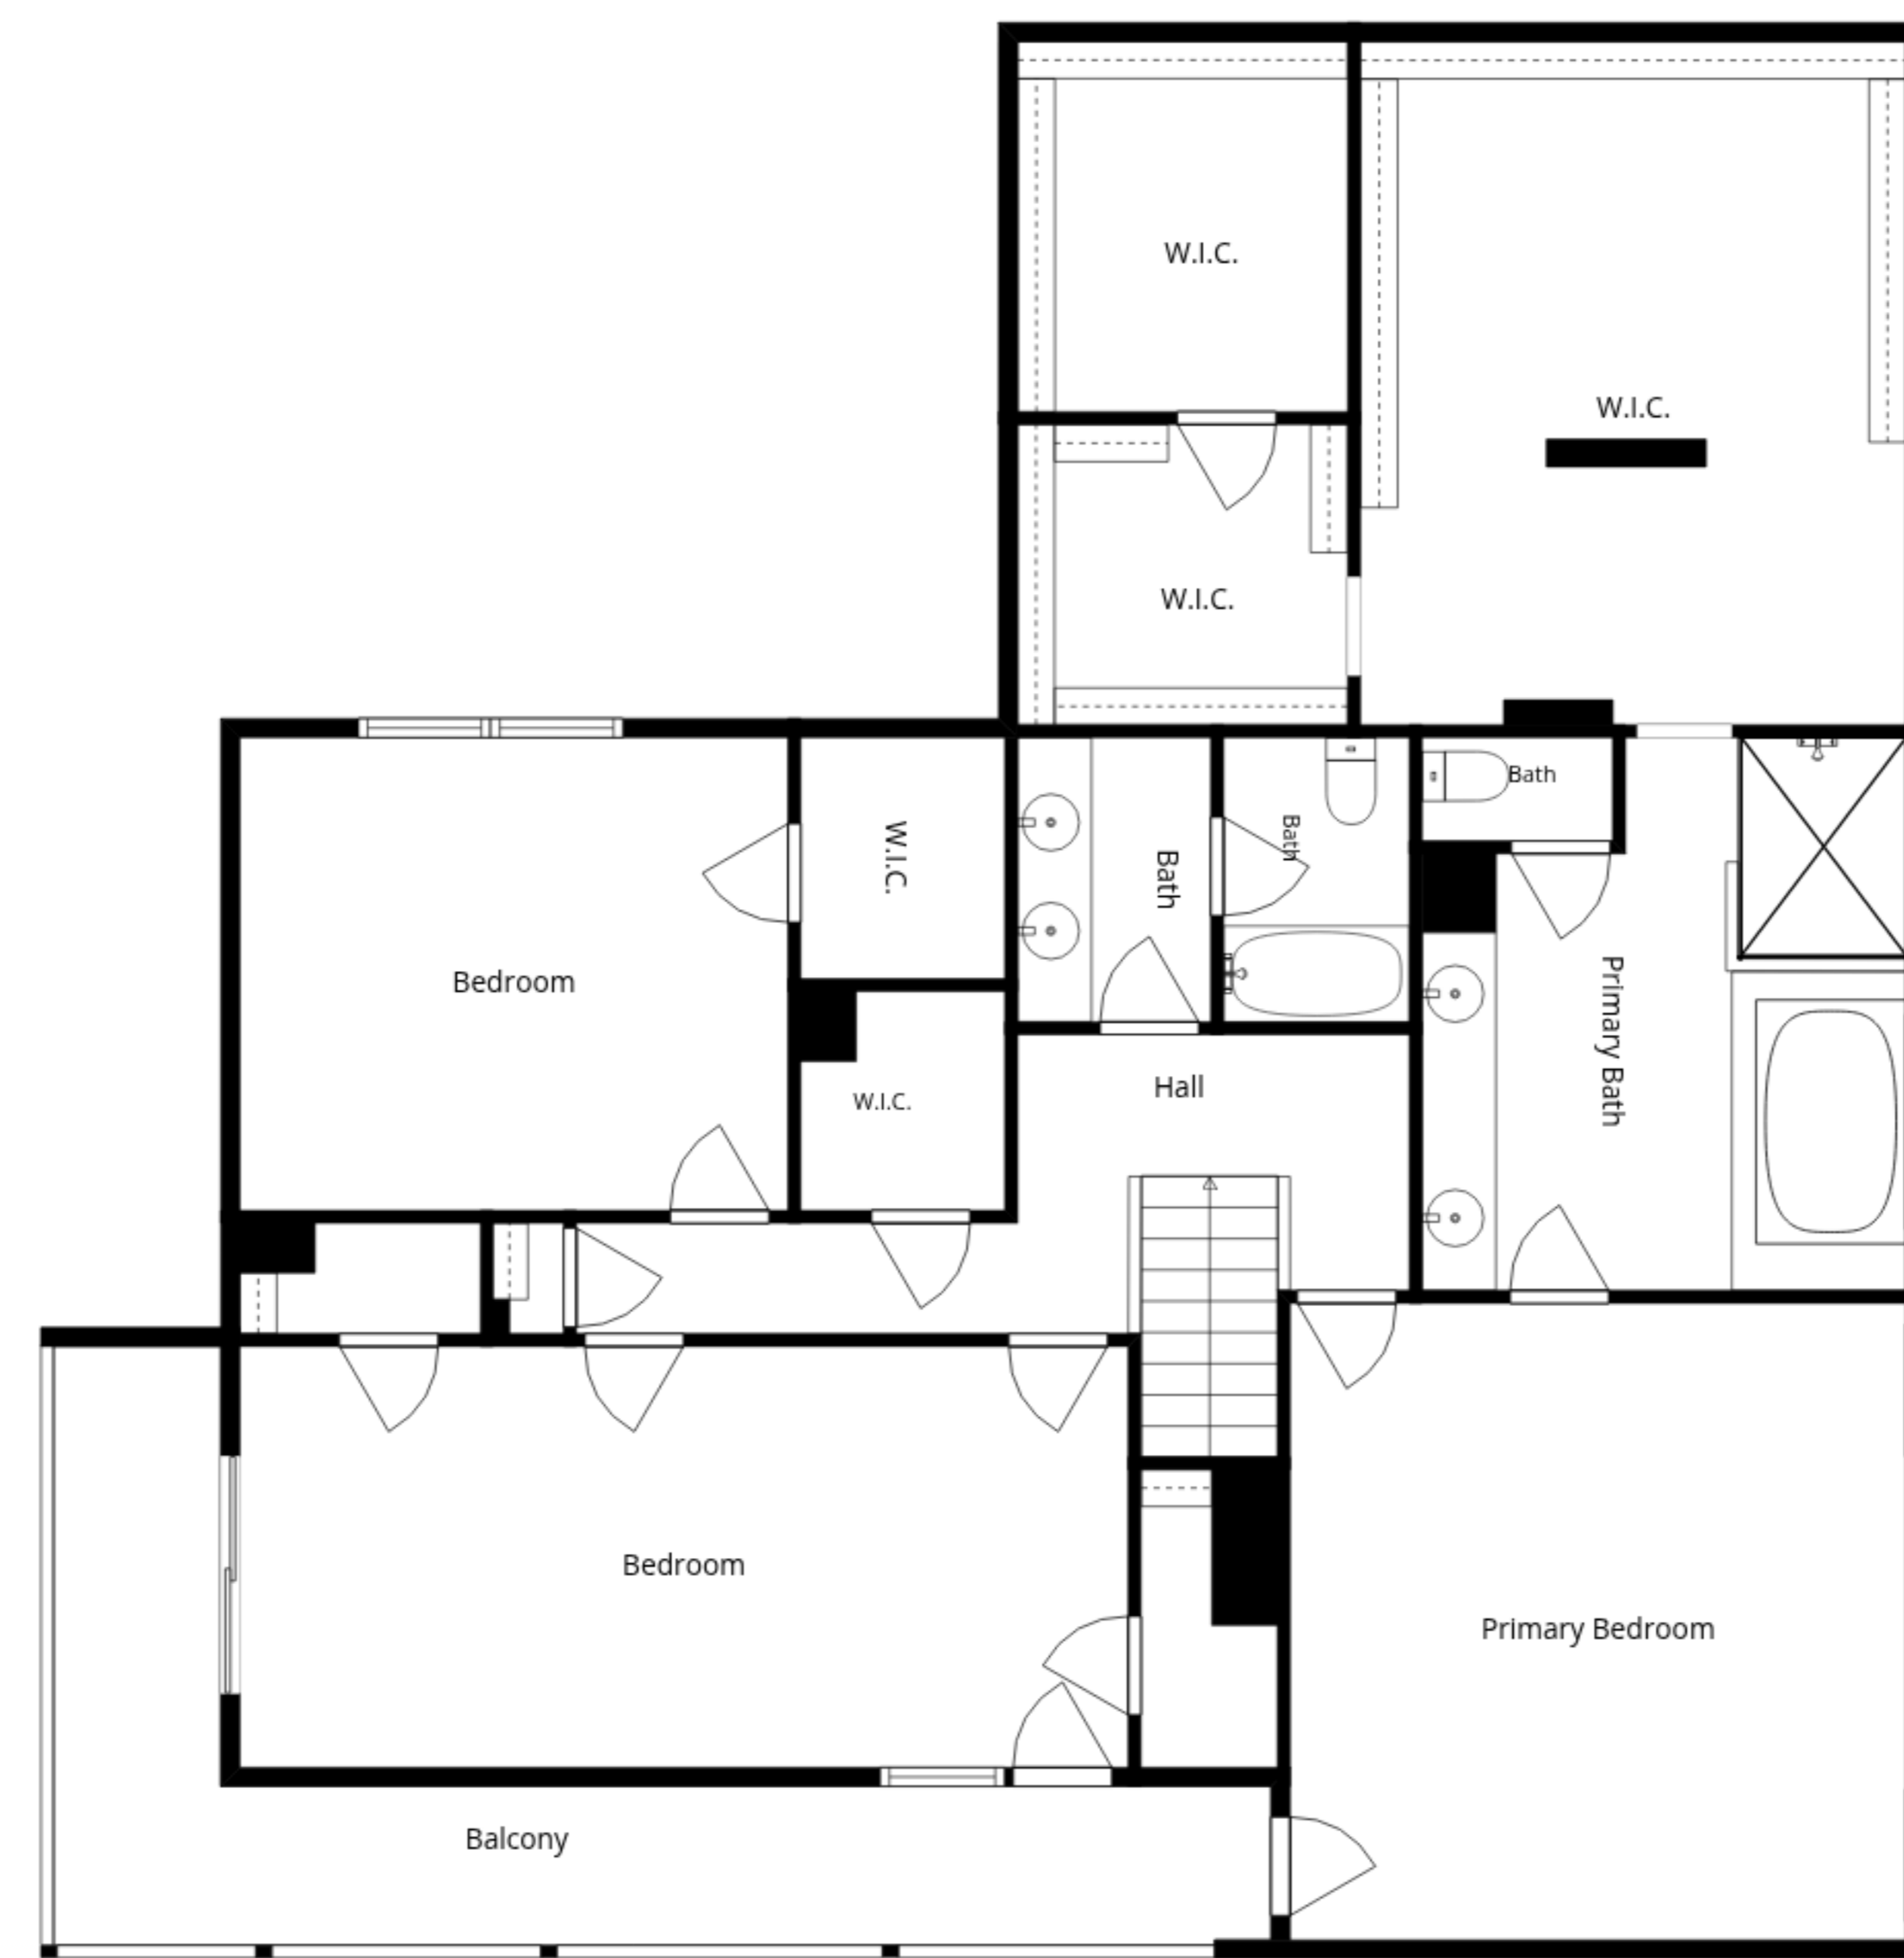 W.I.C.
W.I.C.
W.I.C.
Bath
Bath
Bath
W.I.C.
Bedroom
Primary Bath
Hall
W.I.C.
Bedroom
Primary Bedroom
Balcony